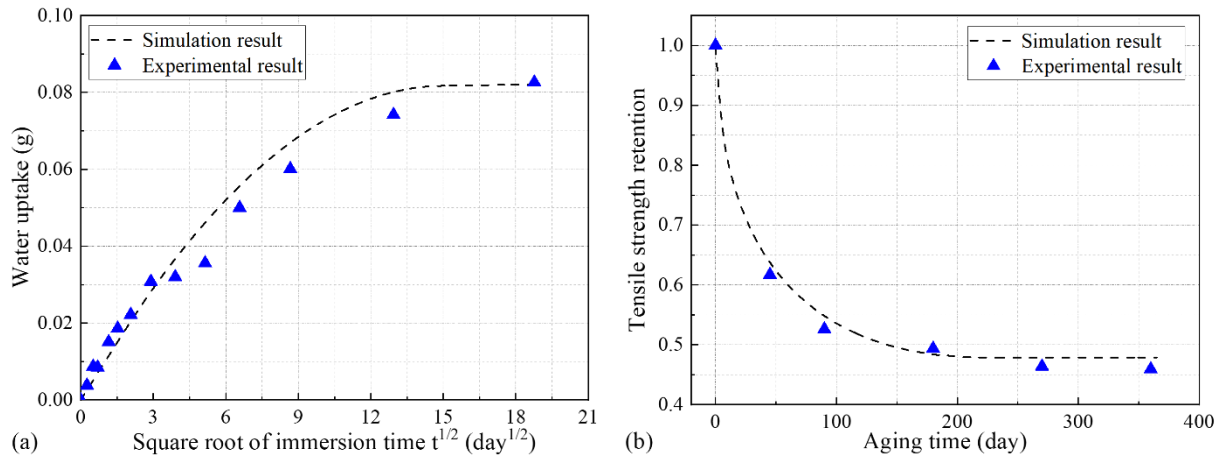 0.10
0.08
0.06
0.04
0.02
0.00
Water uptake (g)
Simulation result
Experimental result
0 3 6 9 12 15 18 21
(a) Square root of immersion time t^1/2 (day^1/2)
1.0
0.9
0.8
0.7
0.6
0.5
0.4
Tensile strength retention
Simulation result
Experimental result
0 100 200 300 400
(b) Aging time (day)